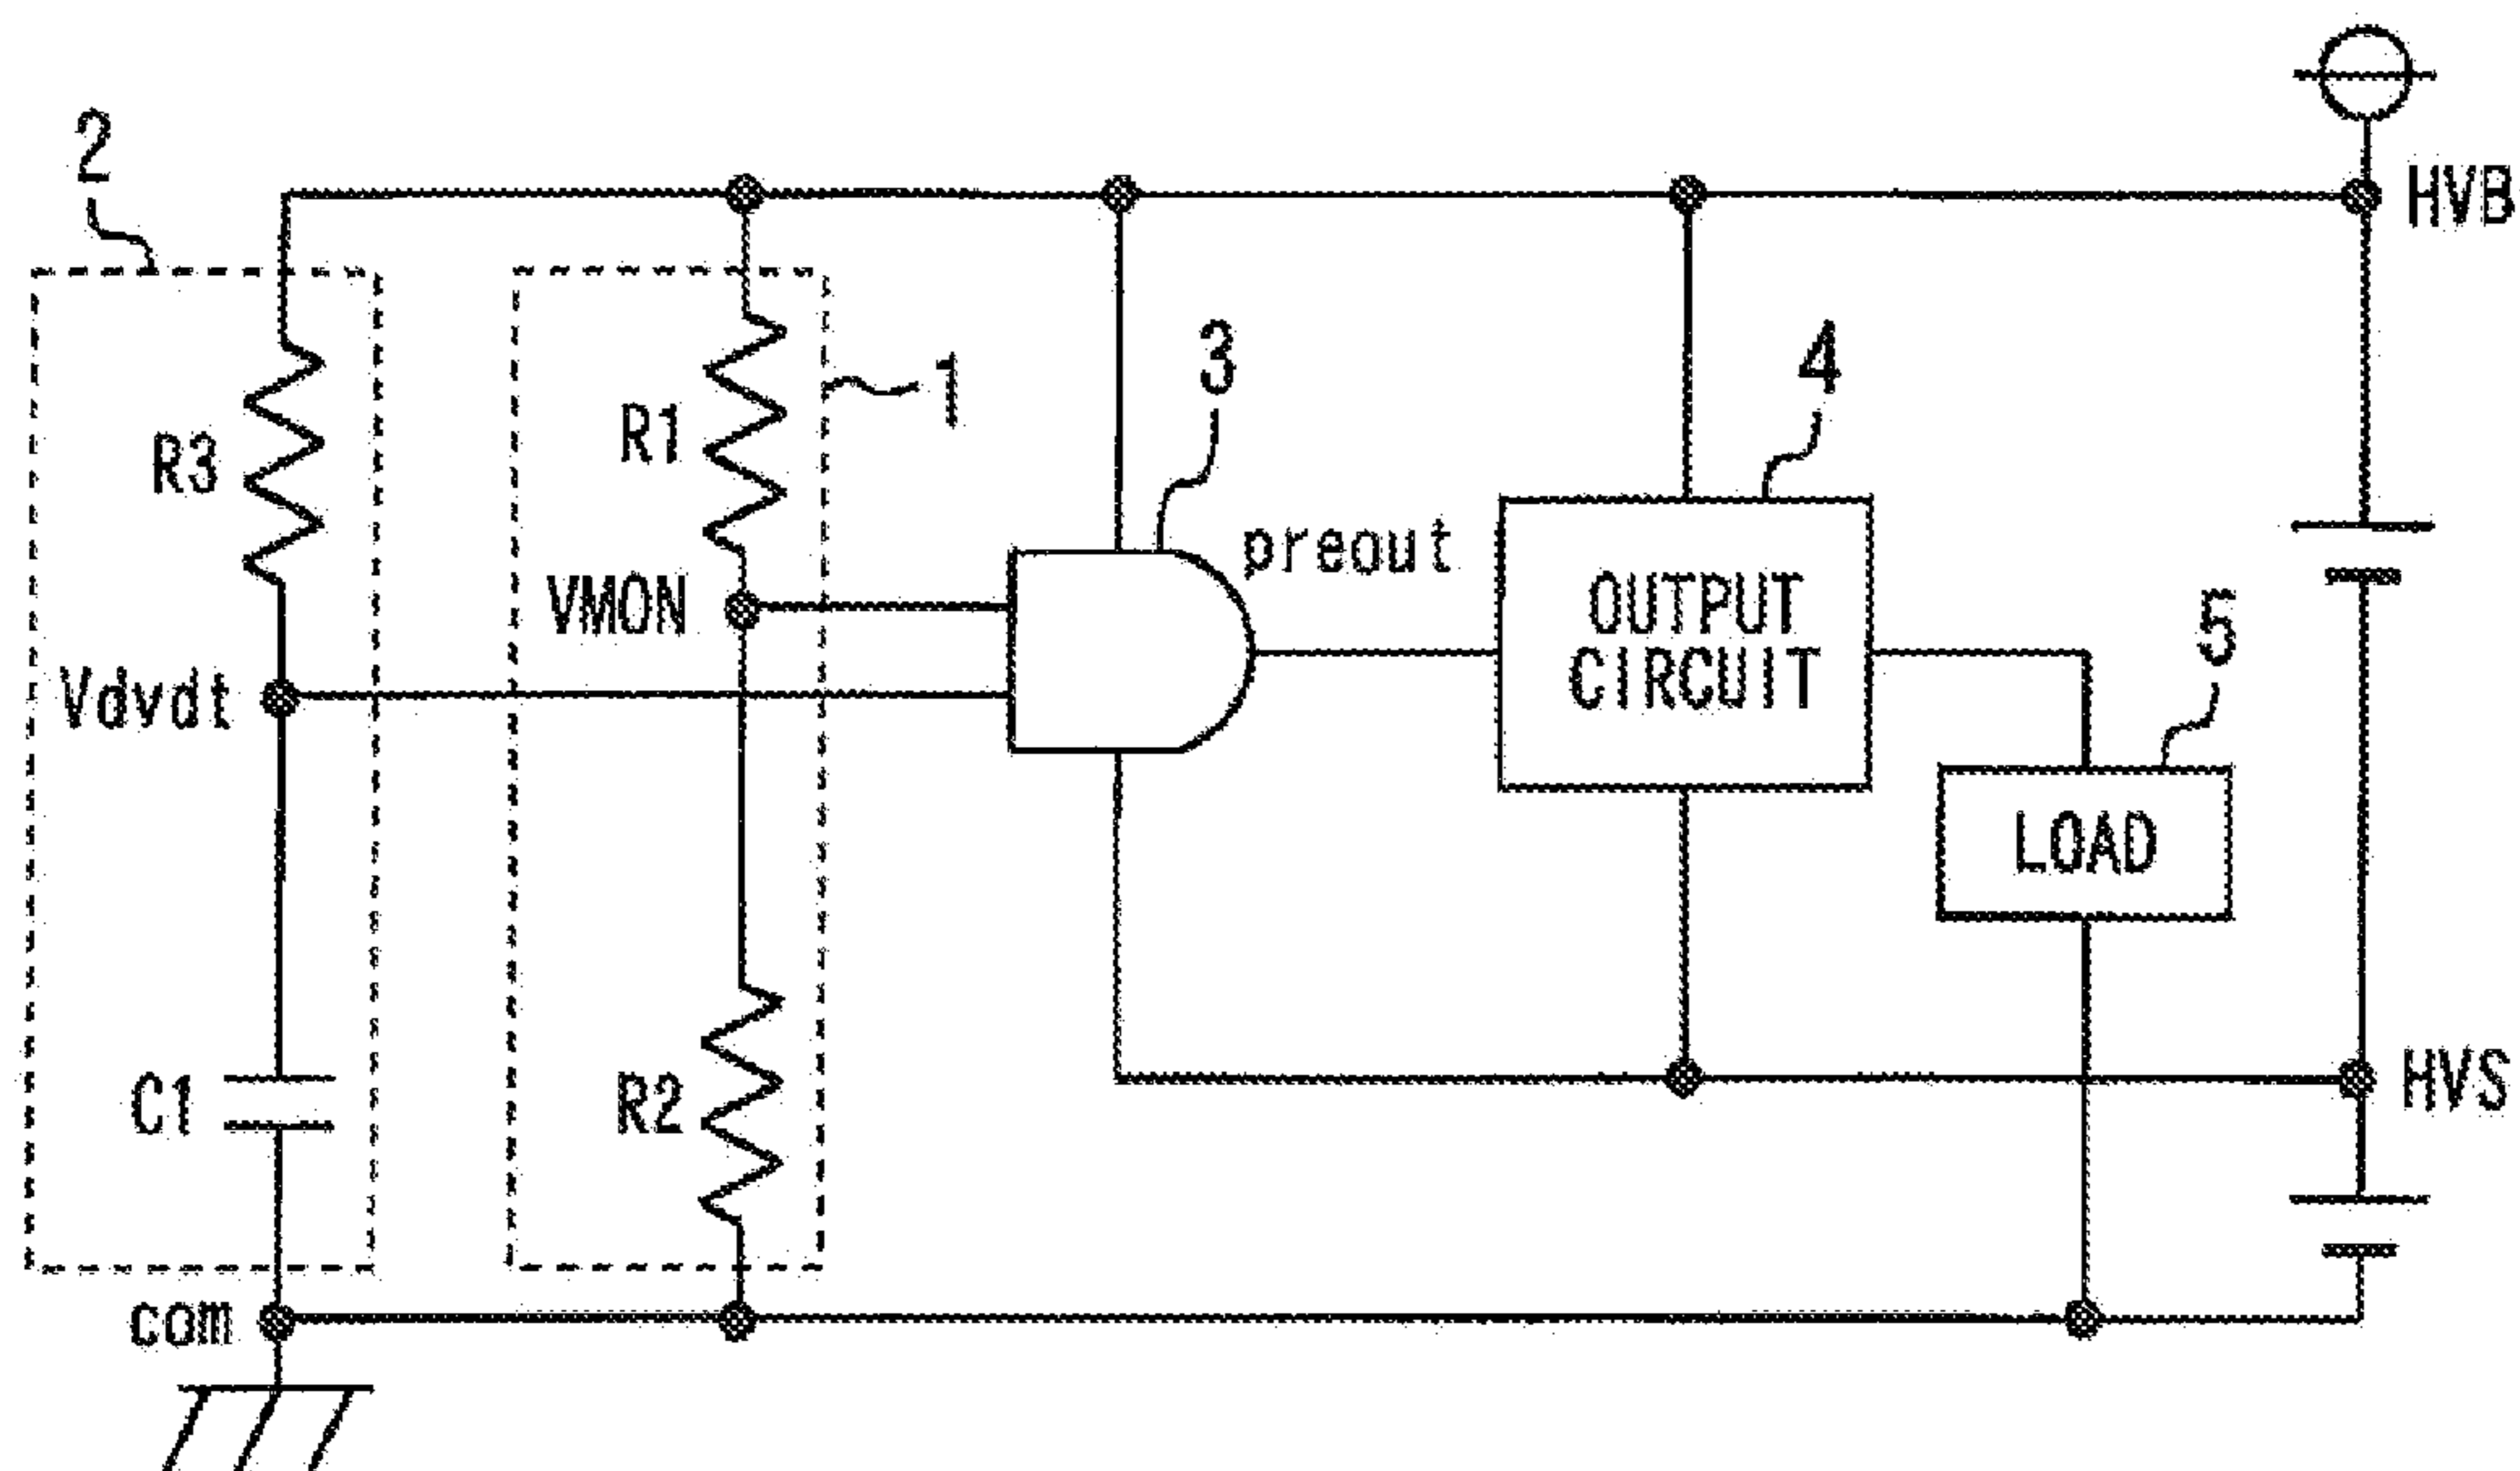 2
HVB
3
4
1
R1
R3
preout
OUTPUT
CIRCUIT
VMON
5
Vdvdt
LOAD
HVS
C1
R2
com